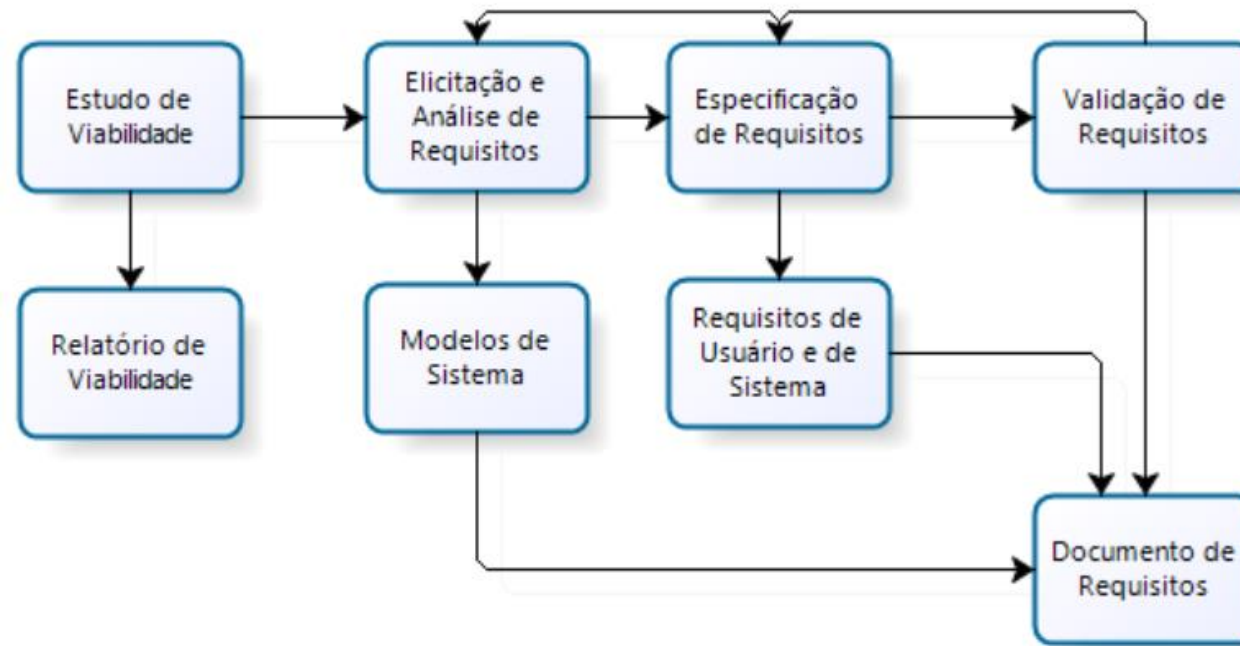 Estudo de
Viabilidade
Elicitação e
Análise de
Requisitos
Especificação
de Requisitos
Validação de
Requisitos
Relatório de
Viabilidade
Modelos de
Sistema
Requisitos de
Usuário e de
Sistema
Documento de
Requisitos